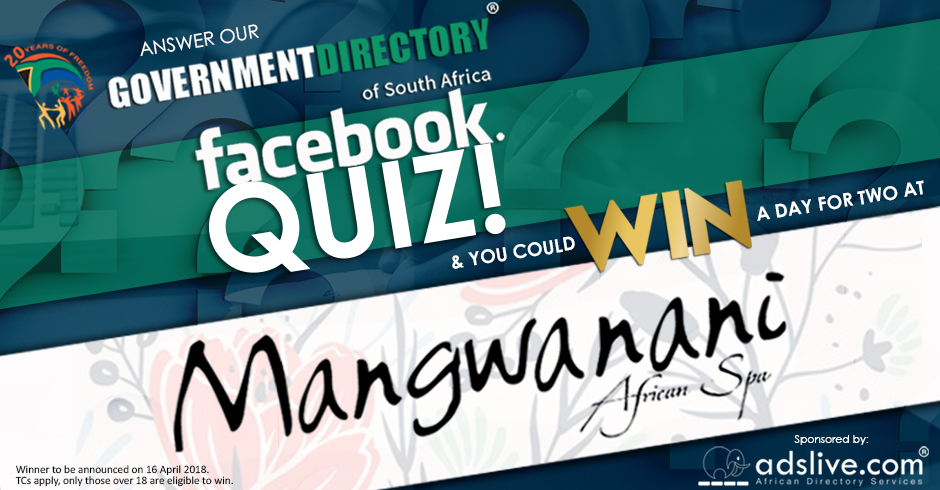 20 YEARS OF FREEDOM
ANSWER OUR
GOVERNMENTDIRECTORY®
of South Africa
facebook.
QUIZ!
& YOU COULD WIN A DAY FOR TWO AT
Mangwanani
African Spa
Sponsored by:
adslive.com®
African Directory Services
Winner to be announced on 16 April 2018.
TCs apply, only those over 18 are eligible to win.